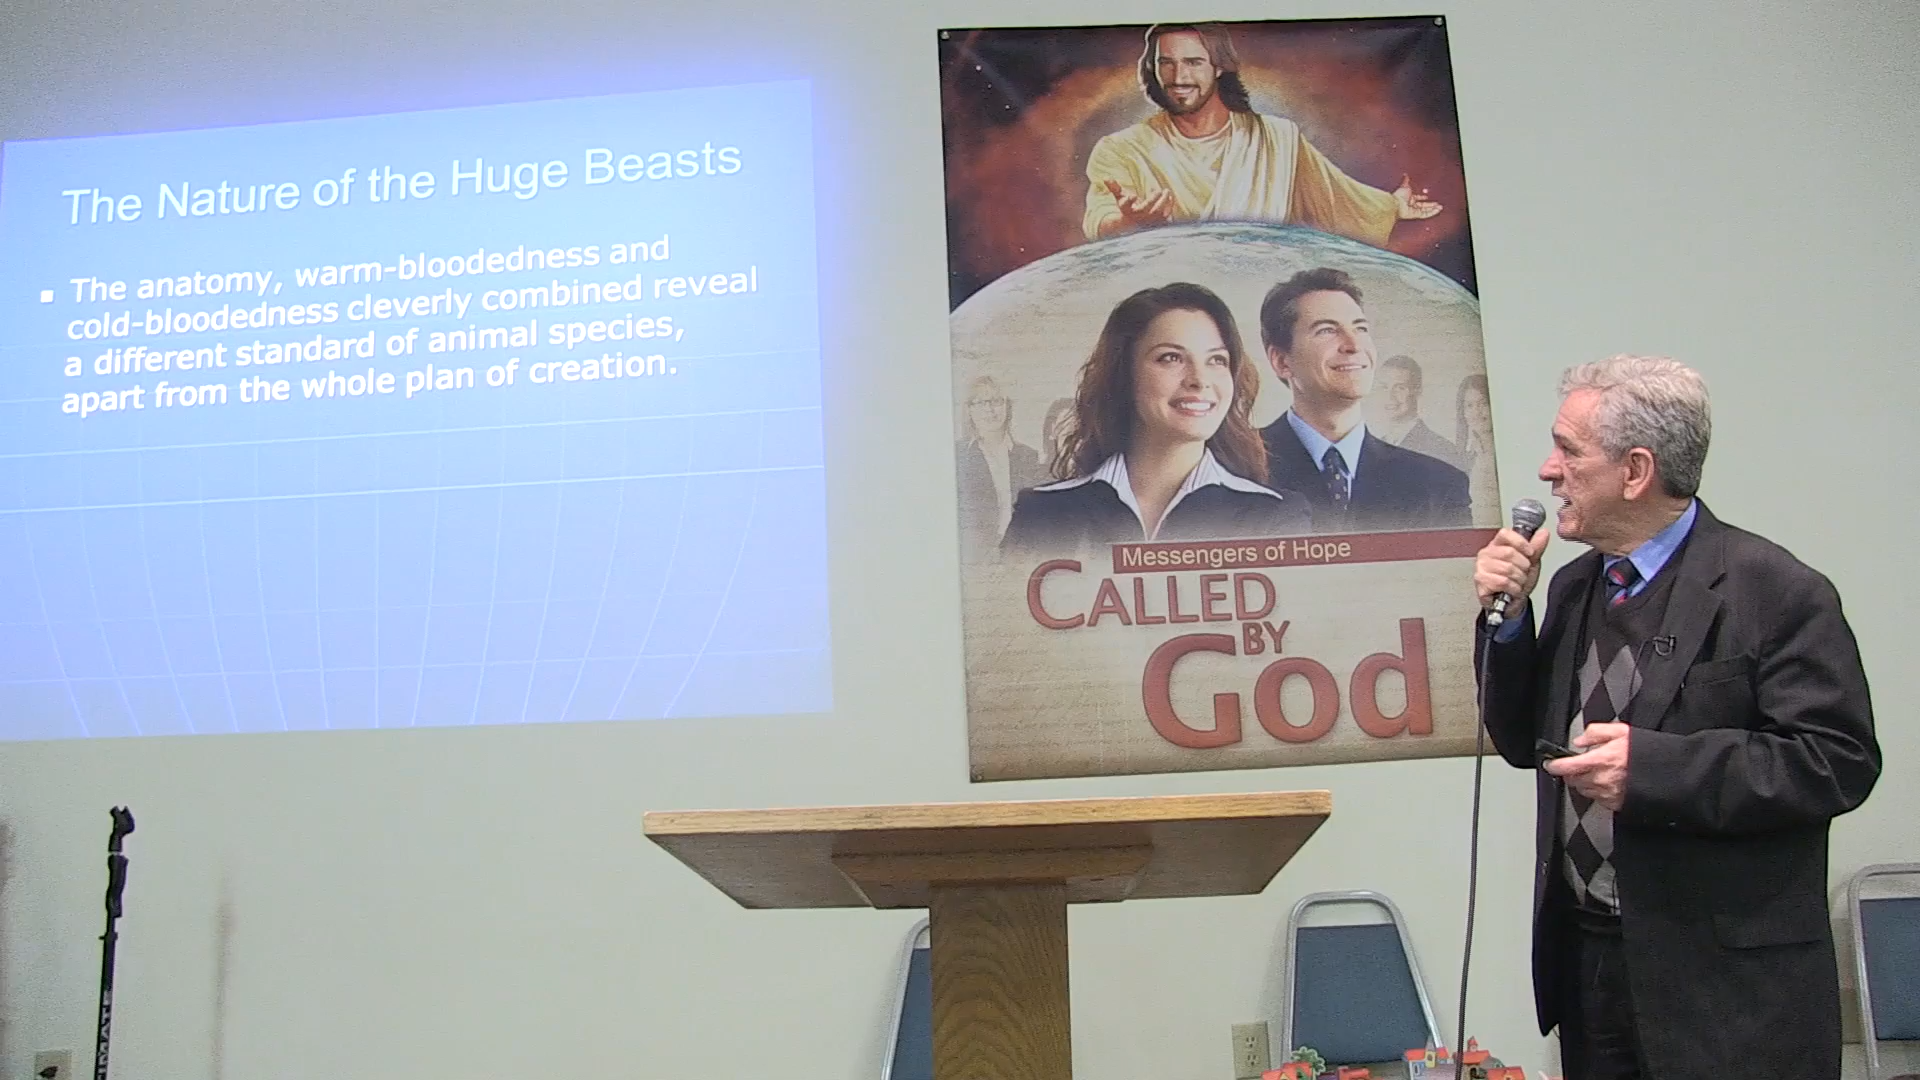 The Nature of the Huge Beasts
▪ The anatomy, warm-bloodedness and
cold-bloodedness cleverly combined reveal
a different standard of animal species,
apart from the whole plan of creation.
Messengers of Hope
CALLED
BY
God